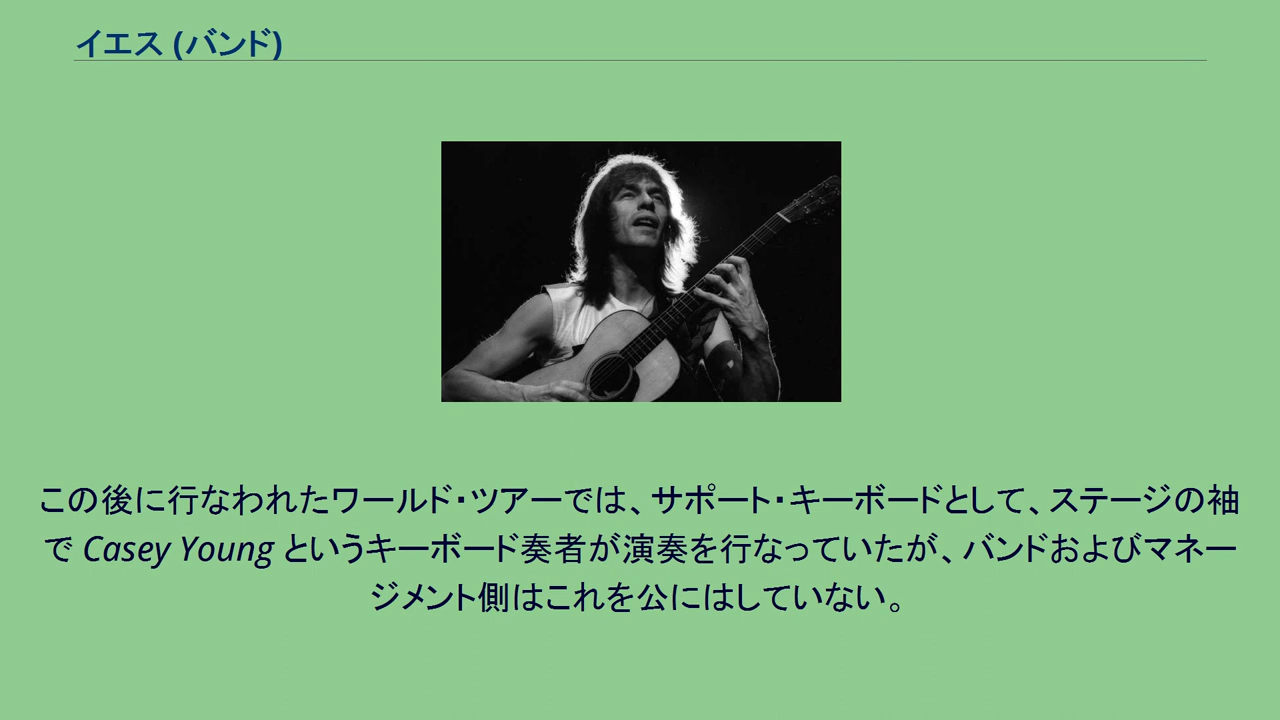 イエス (バンド)
この後に行なわれたワールド・ツアーでは、サポート・キーボードとして、ステージの袖
で Casey Young というキーボード奏者が演奏を行なっていたが、バンドおよびマネー
ジメント側はこれを公にはしていない。